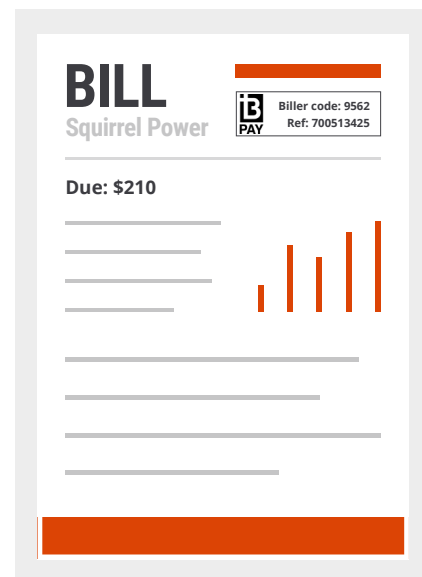 BILL
Squirrel Power
B
PAY
Biller code: 9562
Ref: 700513425
Due: $210